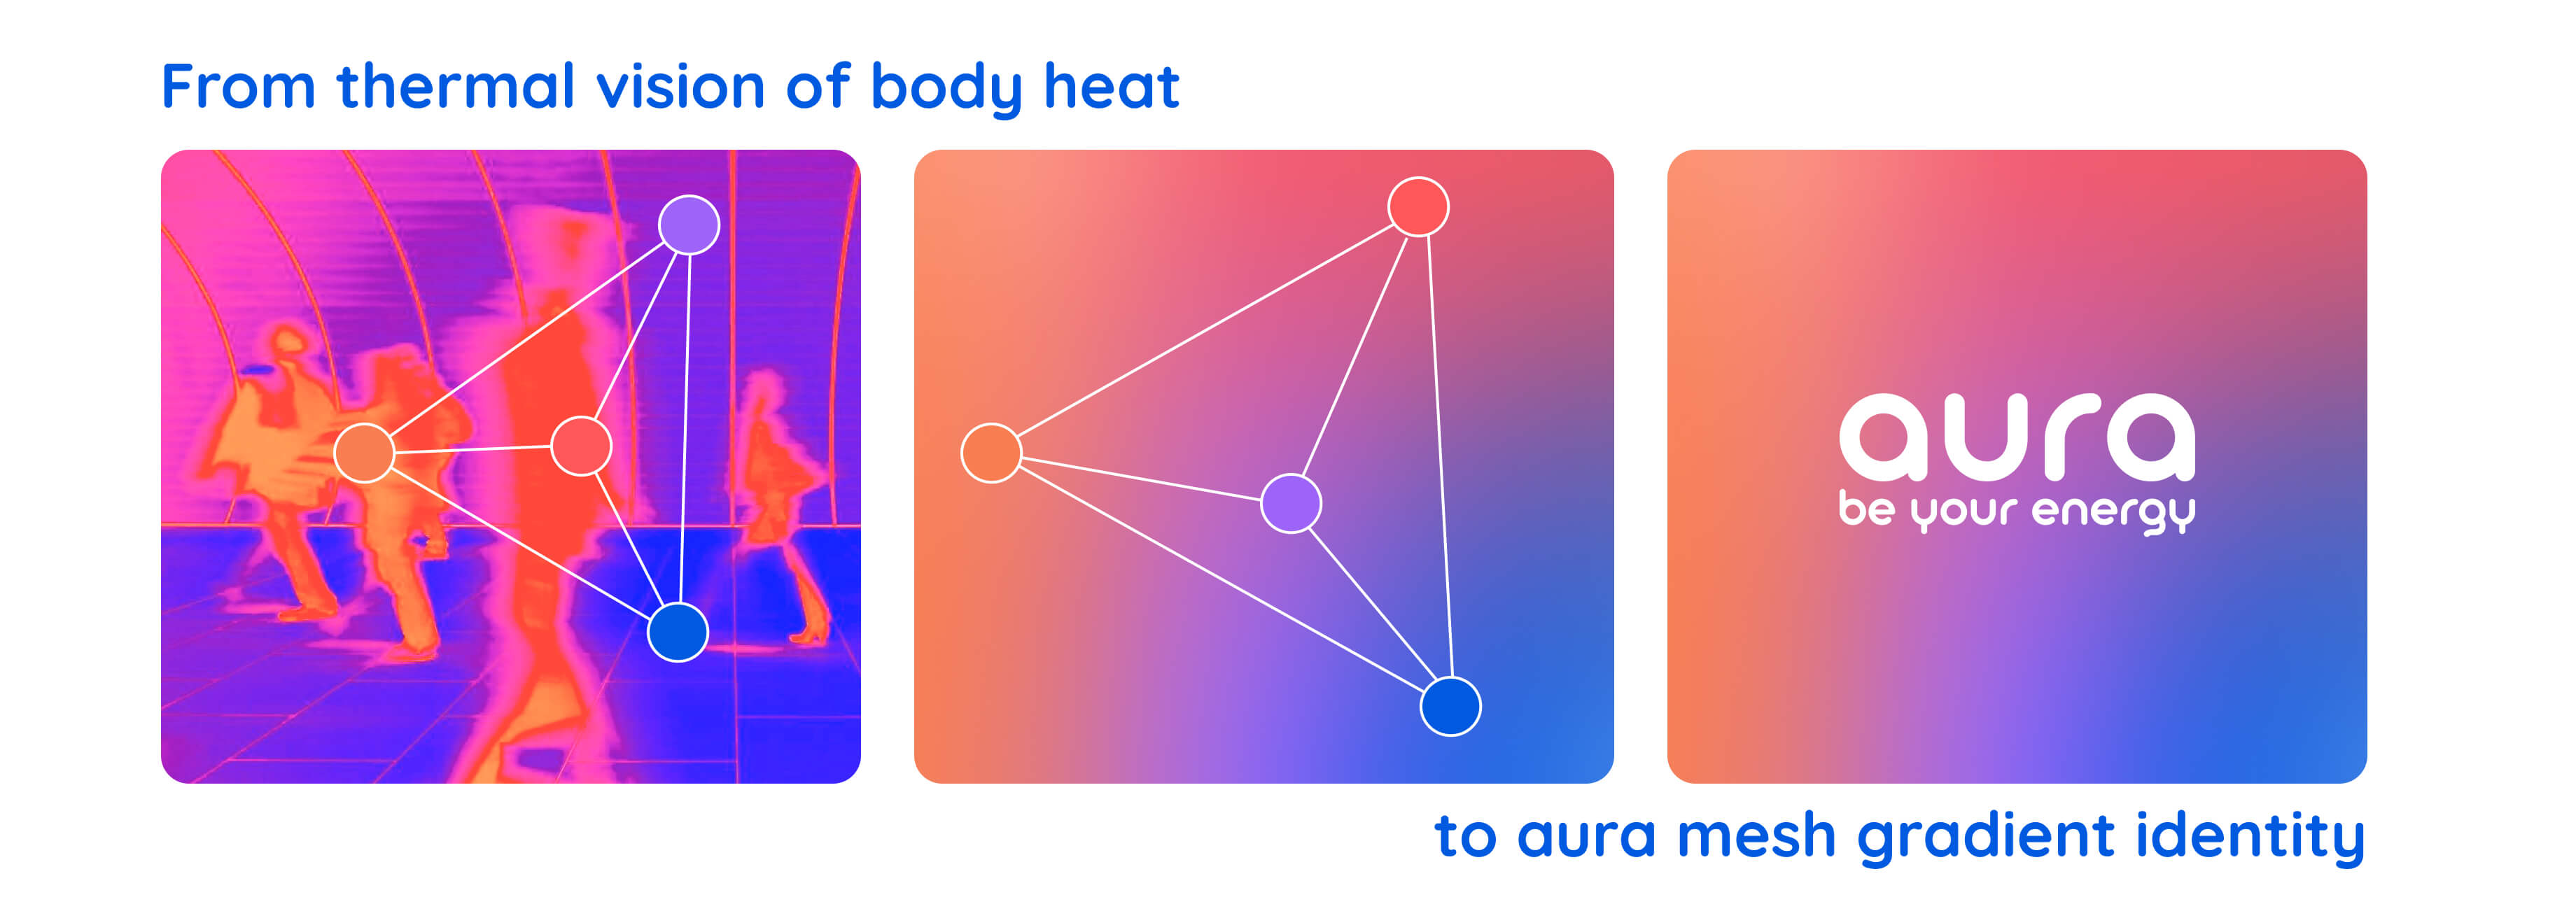 From thermal vision of body heat
aura
be your energy
to aura mesh gradient identity